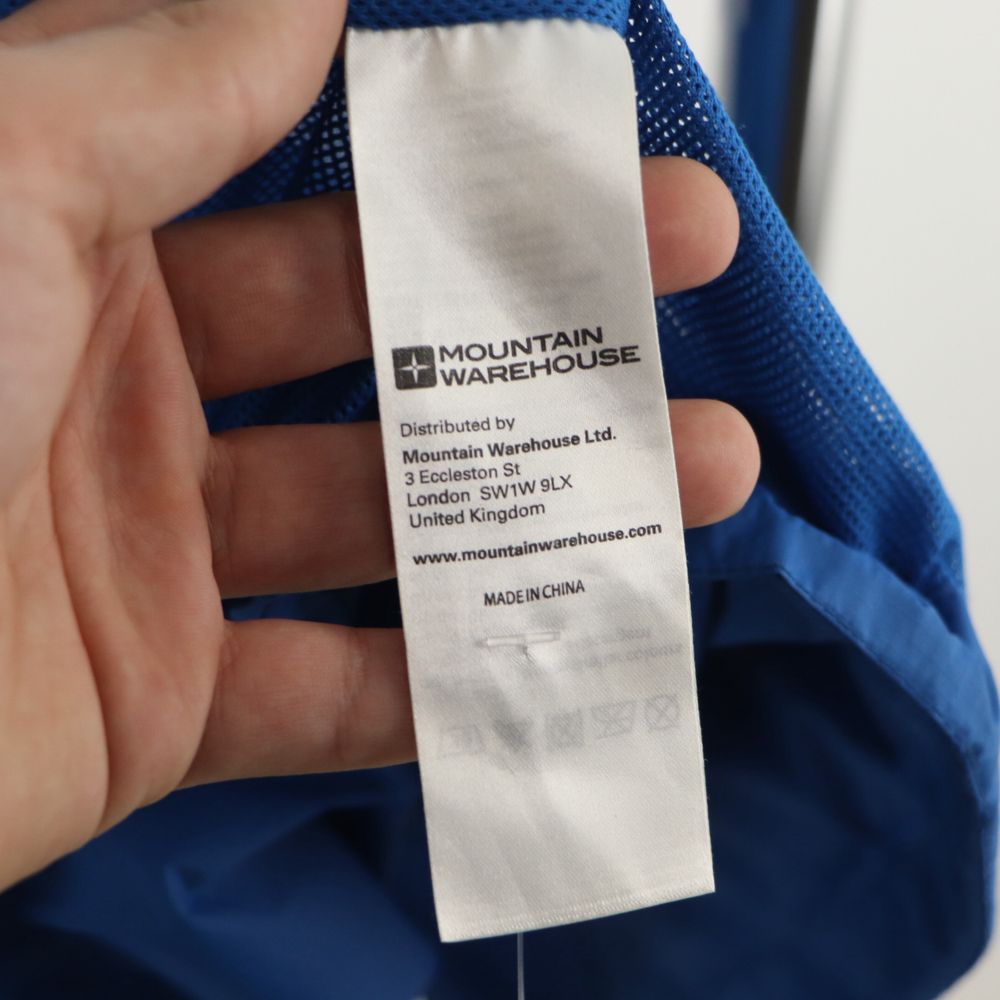 MOUNTAIN
WAREHOUSE
Distributed by
Mountain Warehouse Ltd.
3 Eccleston St
London SW1W 9LX
United Kingdom
www.mountainwarehouse.com
MADE IN CHINA